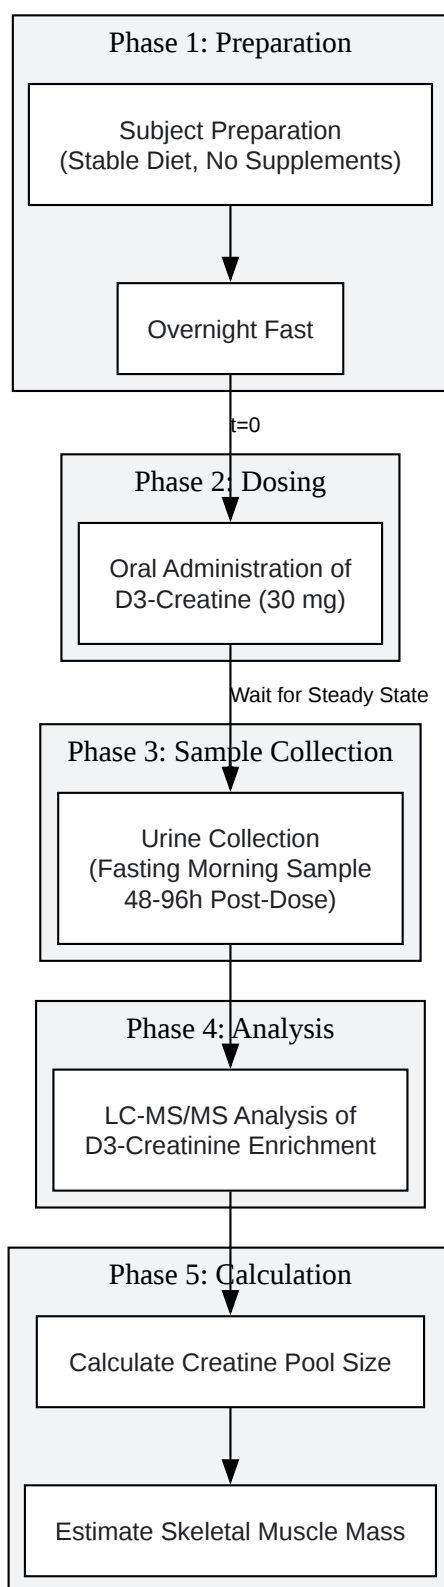 Phase 1: Preparation
Subject Preparation
(Stable Diet, No Supplements)
Overnight Fast
t=0
Phase 2: Dosing
Oral Administration of
D3-Creatine (30 mg)
Wait for Steady State
Phase 3: Sample Collection
Urine Collection
(Fasting Morning Sample
48-96h Post-Dose)
Phase 4: Analysis
LC-MS/MS Analysis of
D3-Creatinine Enrichment
Phase 5: Calculation
Calculate Creatine Pool Size
Estimate Skeletal Muscle Mass